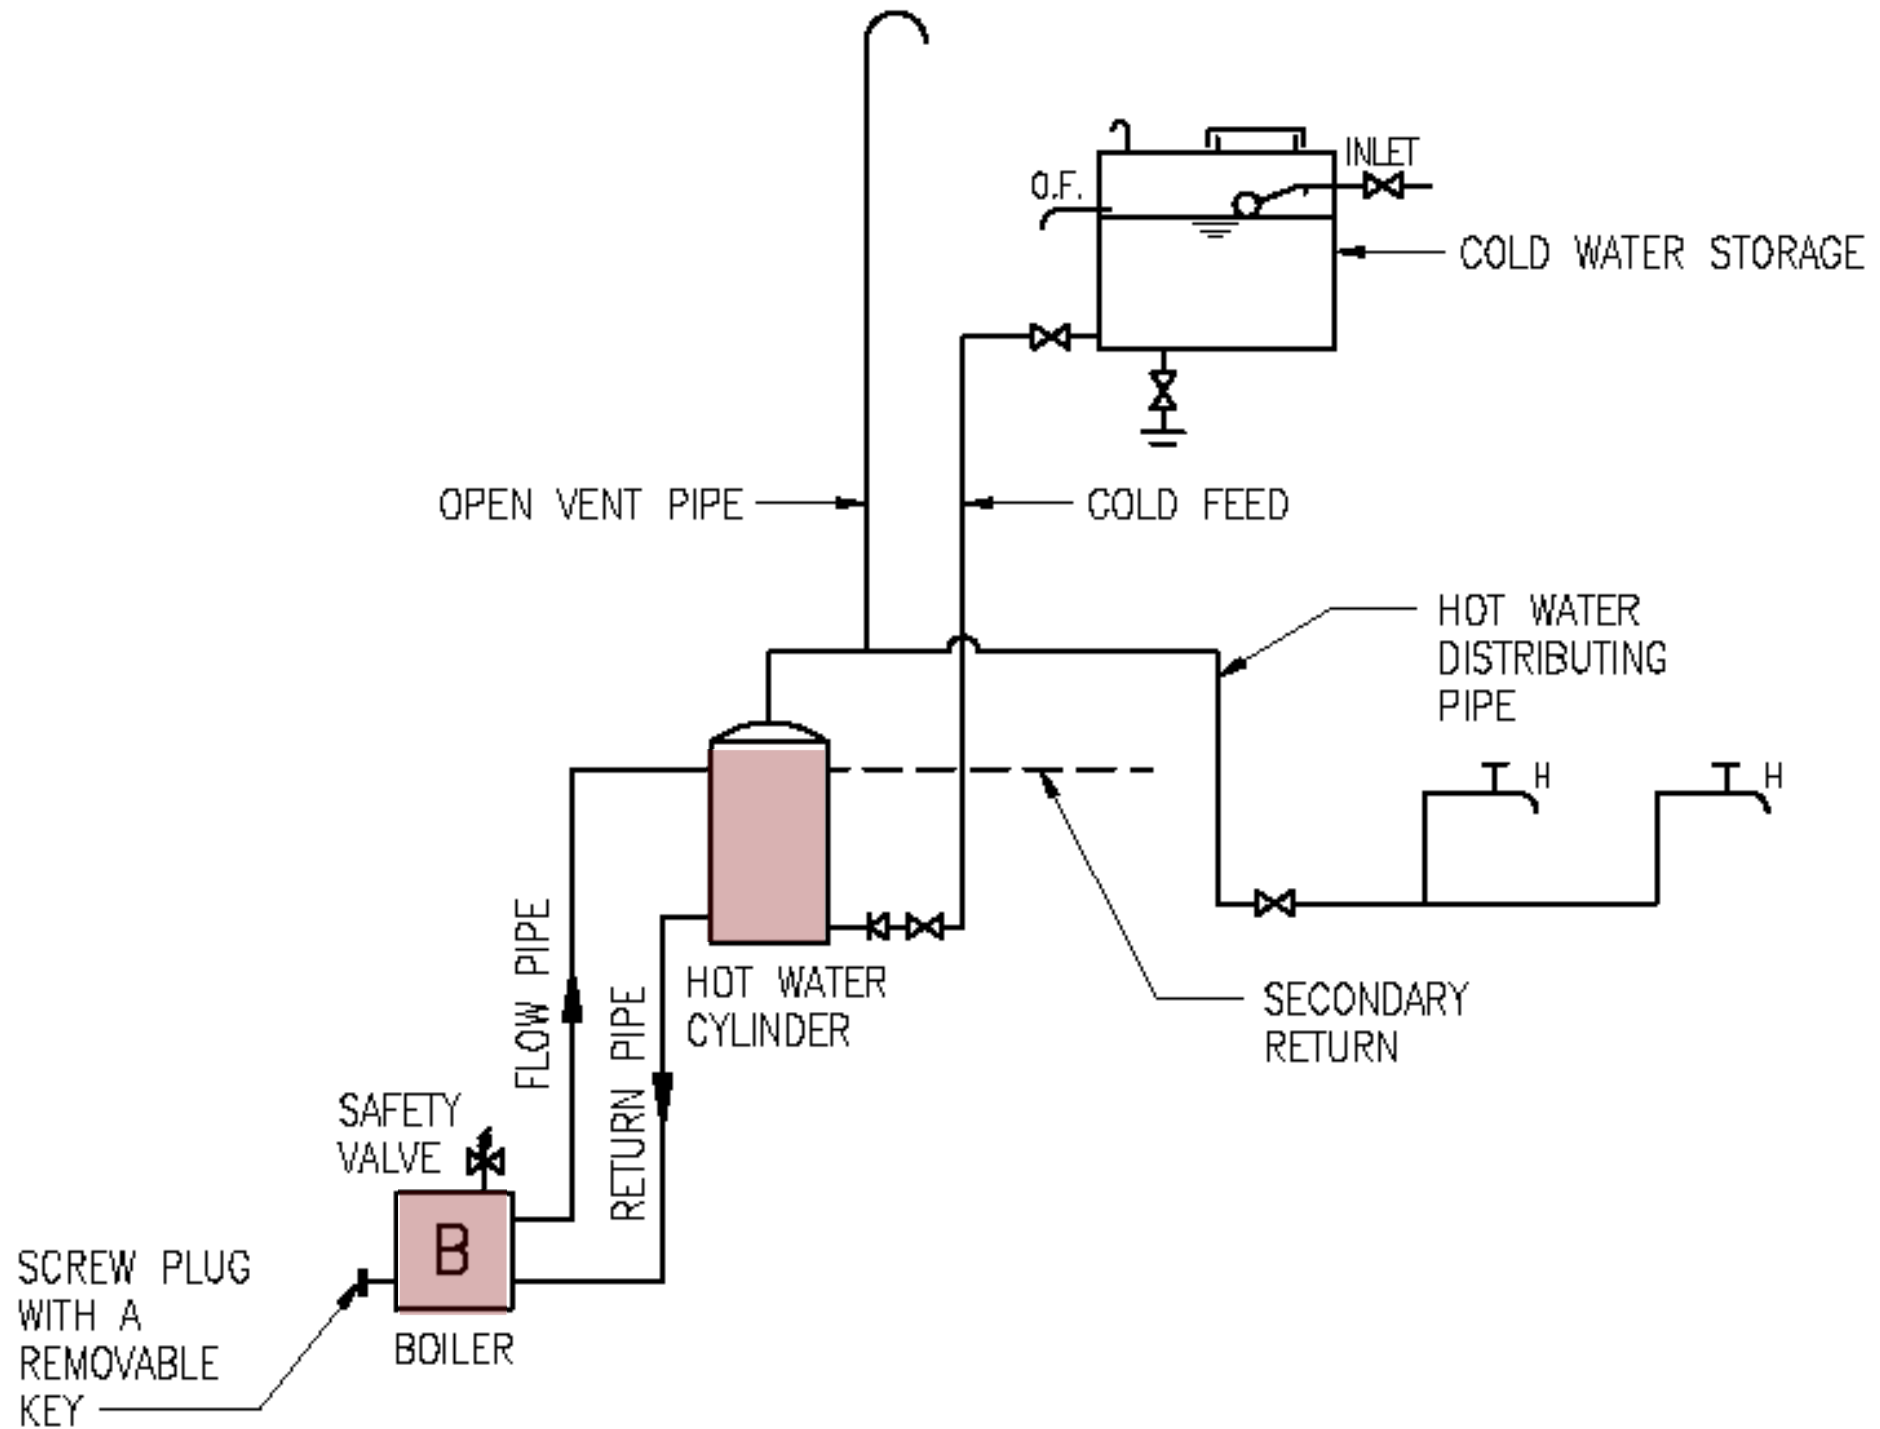 INLET
O.F.
COLD WATER STORAGE
OPEN VENT PIPE
COLD FEED
HOT WATER
DISTRIBUTING
PIPE
H
H
FLOW PIPE
RETURN PIPE
HOT WATER
CYLINDER
SECONDARY
RETURN
SAFETY
VALVE
B
BOILER
SCREW PLUG
WITH A
REMOVABLE
KEY